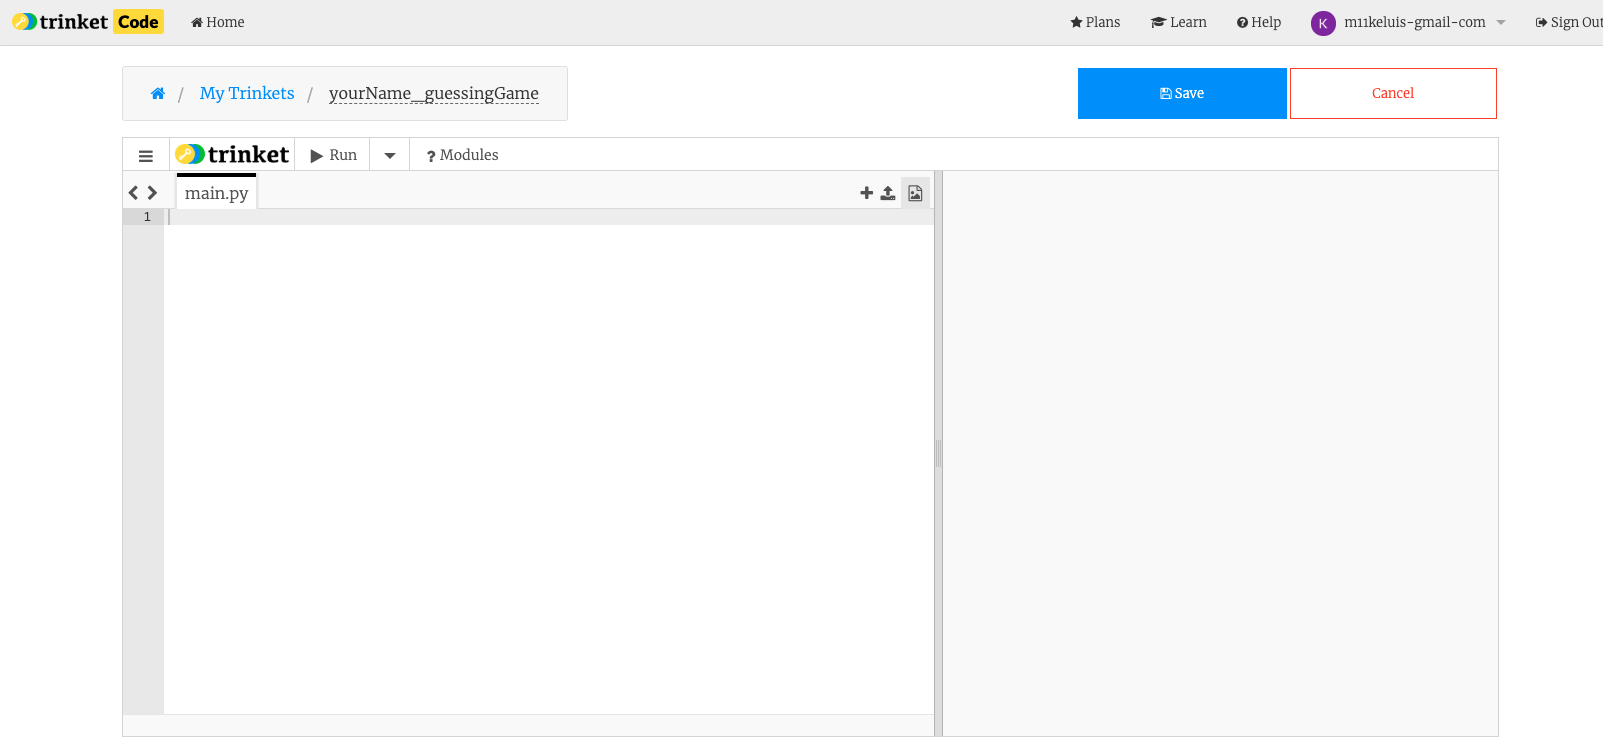 trinket Code Home Plans Learn Help K m11keluis-gmail-com Sign Out
/ My Trinkets / yourName_guessingGame Save Cancel
trinket Run ? Modules
main.py
1